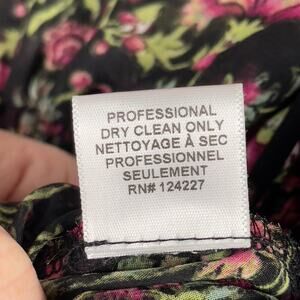 PROFESSIONAL
DRY CLEAN ONLY
NETTOYAGE À SEC
PROFESSIONNEL
SEULEMENT
RN# 124227